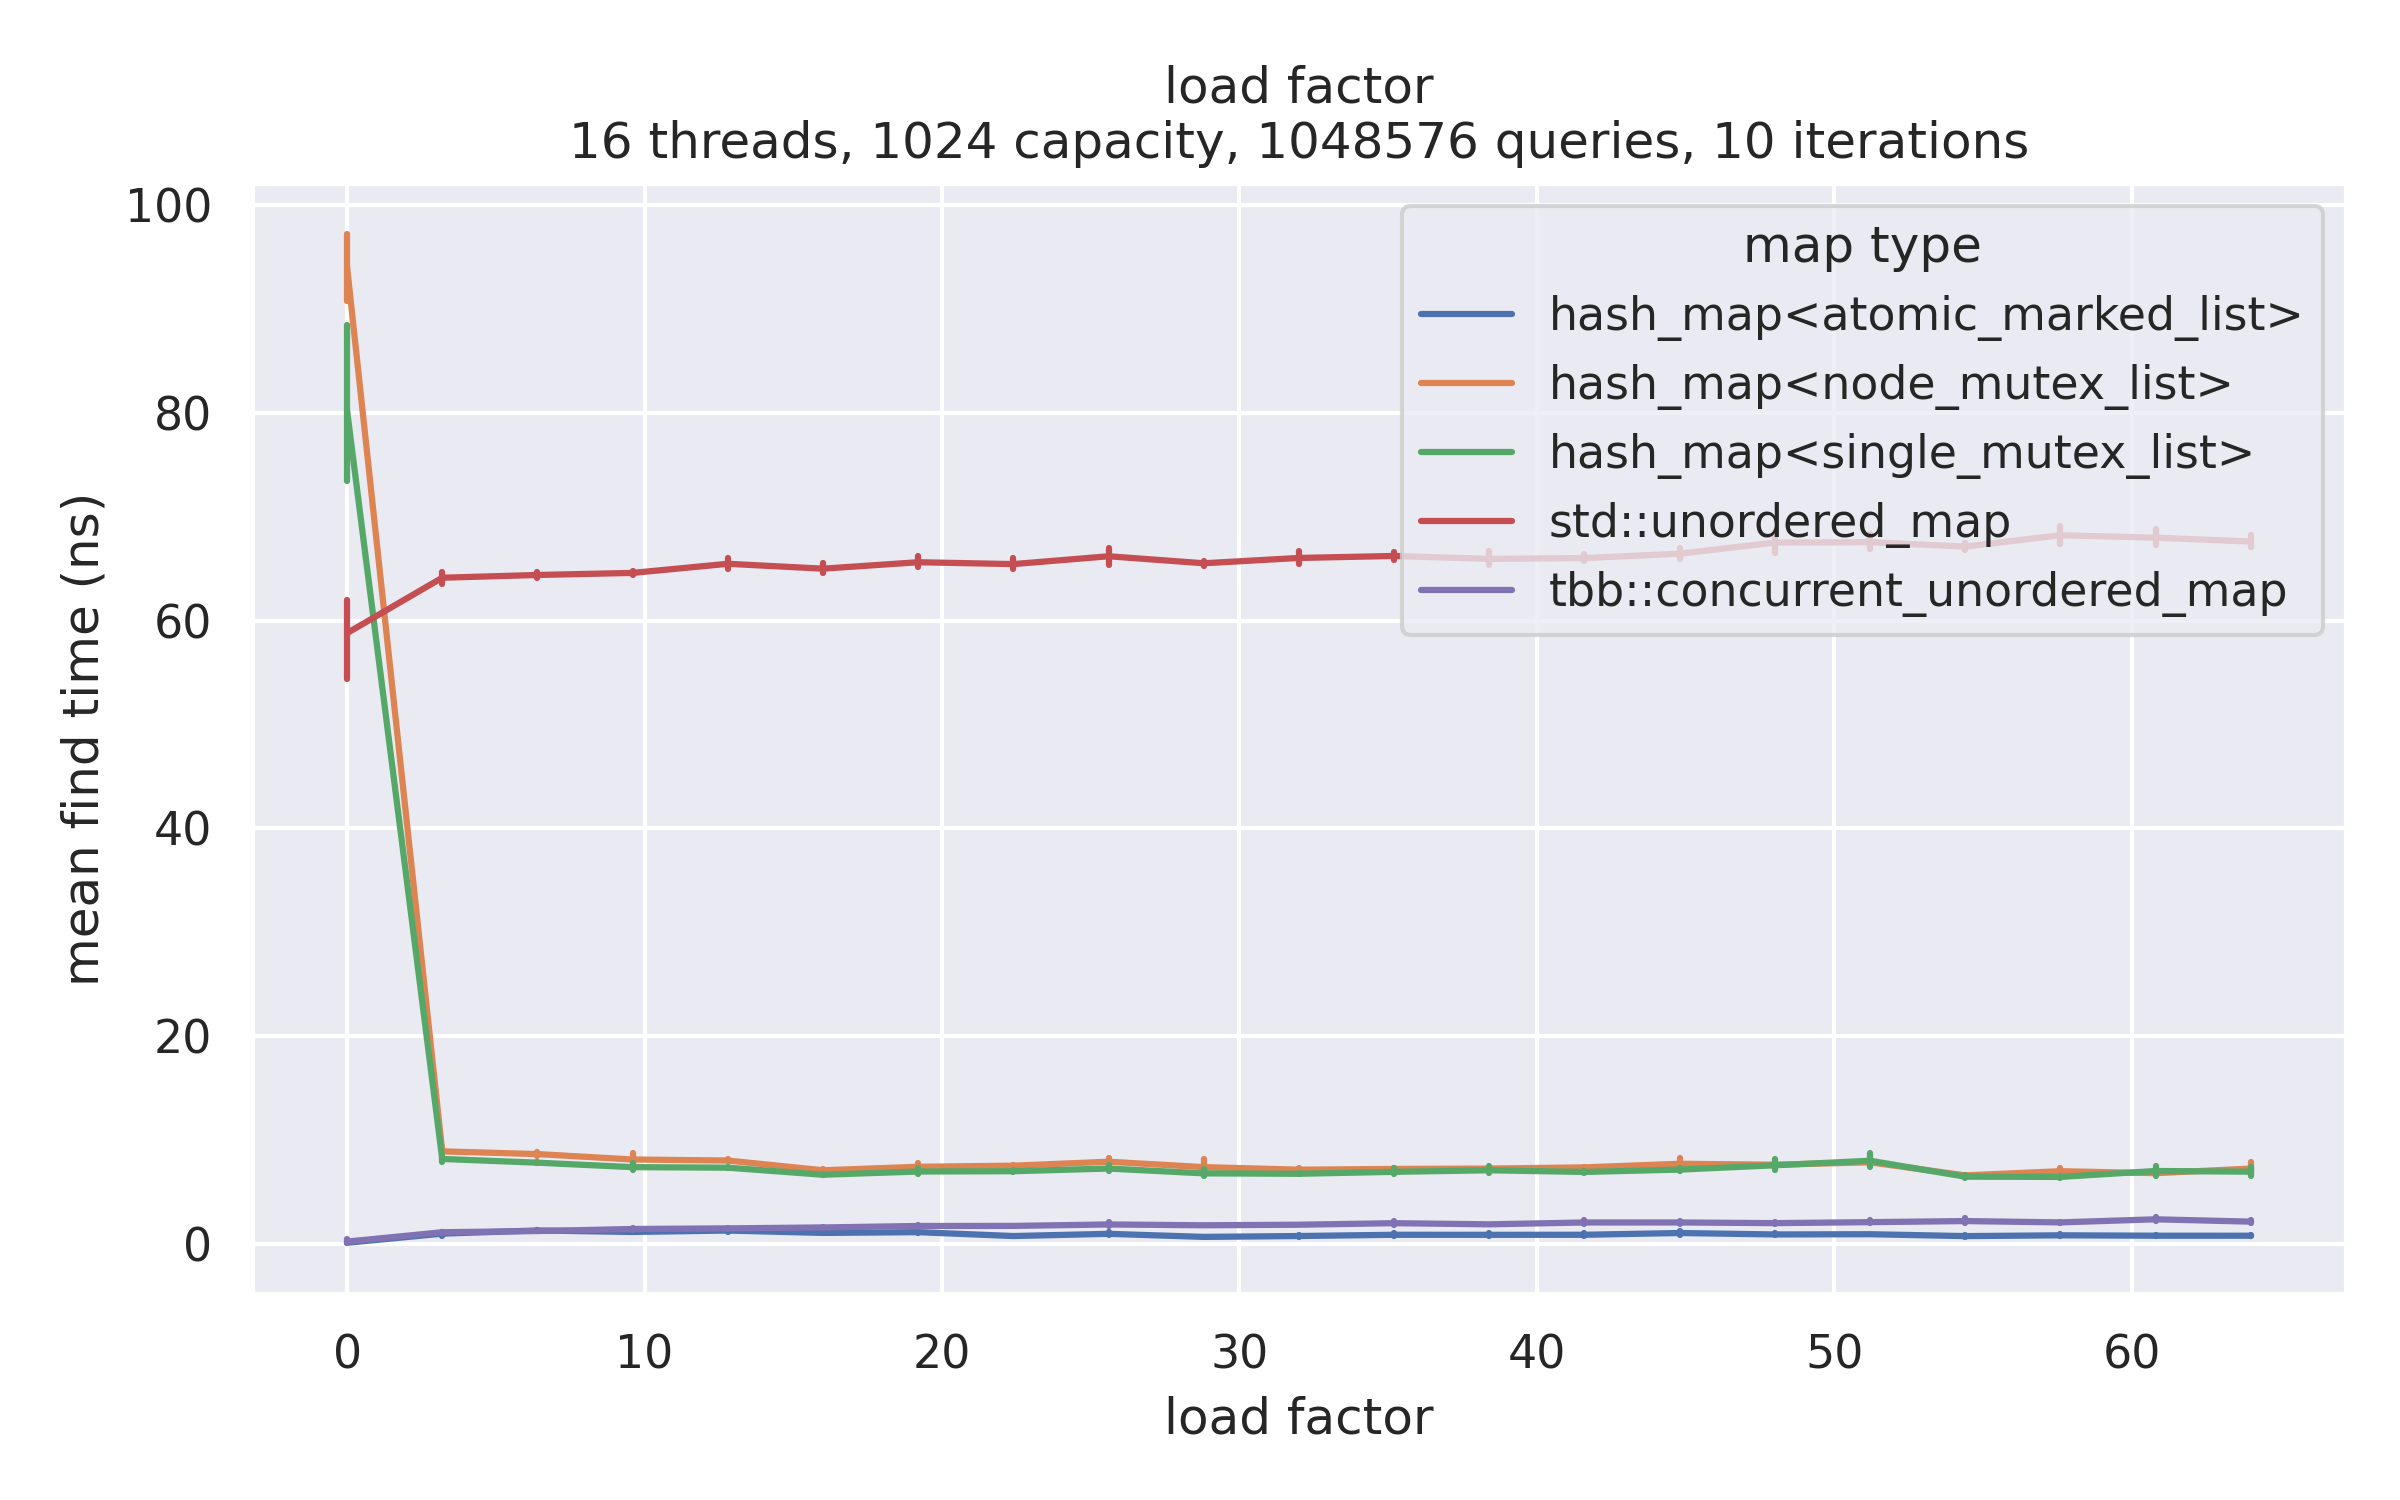 load factor
16 threads, 1024 capacity, 1048576 queries, 10 iterations
100
80
60
40
20
0
mean find time (ns)
map type
hash_map<atomic_marked_list>
hash_map<node_mutex_list>
hash_map<single_mutex_list>
std::unordered_map
tbb::concurrent_unordered_map
0 10 20 30 40 50 60
load factor